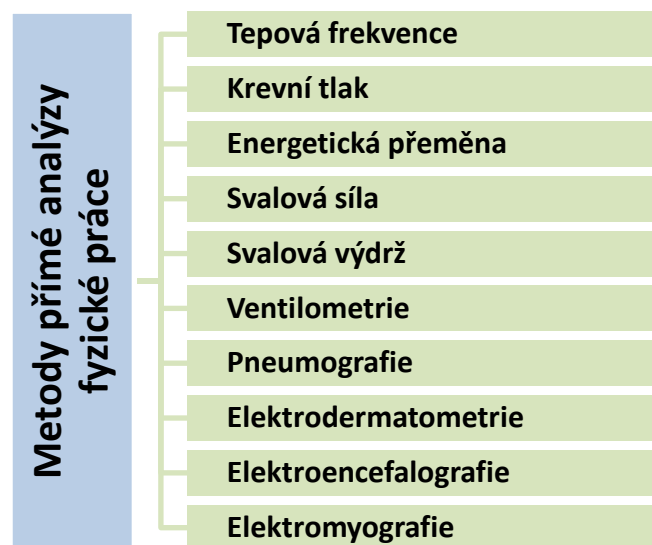 Metody přímé analýzy
fyzické práce
Tepová frekvence
Krevní tlak
Energetická přeměna
Svalová síla
Svalová výdrž
Ventilometrie
Pneumografie
Elektrodermatometrie
Elektroencefalografie
Elektromyografie